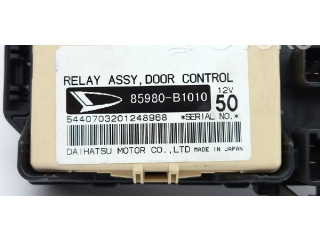 RELAY ASSY, DOOR CONTROL
85980-B1010 12V 50
5440703201248968 *SERIAL NO.*
DAIHATSU MOTOR CO.,LTD MADE IN JAPAN